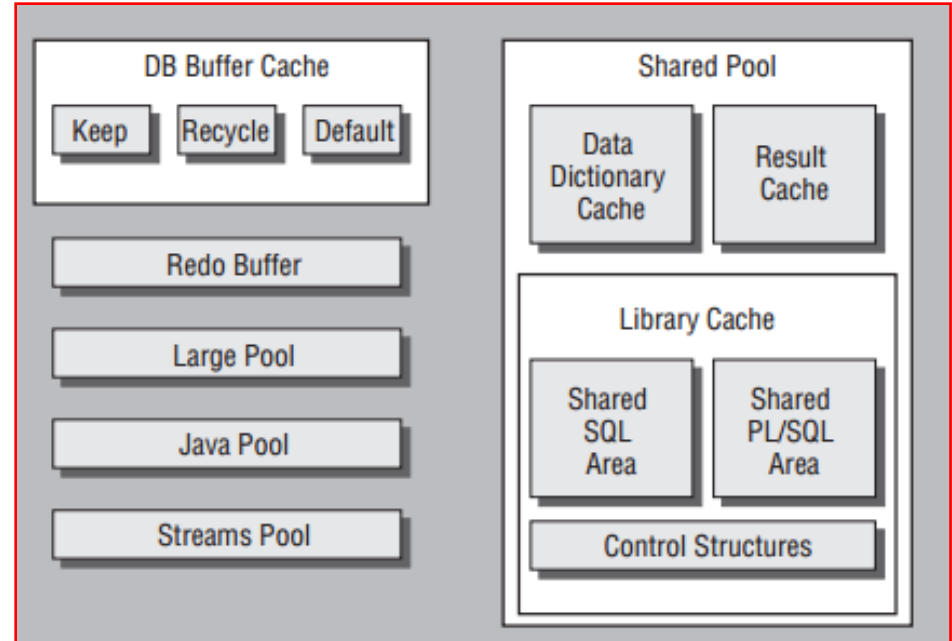 DB Buffer Cache
Keep
Recycle
Default
Redo Buffer
Large Pool
Java Pool
Streams Pool
Shared Pool
Data
Dictionary
Cache
Result
Cache
Library Cache
Shared
SQL
Area
Shared
PL/SQL
Area
Control Structures